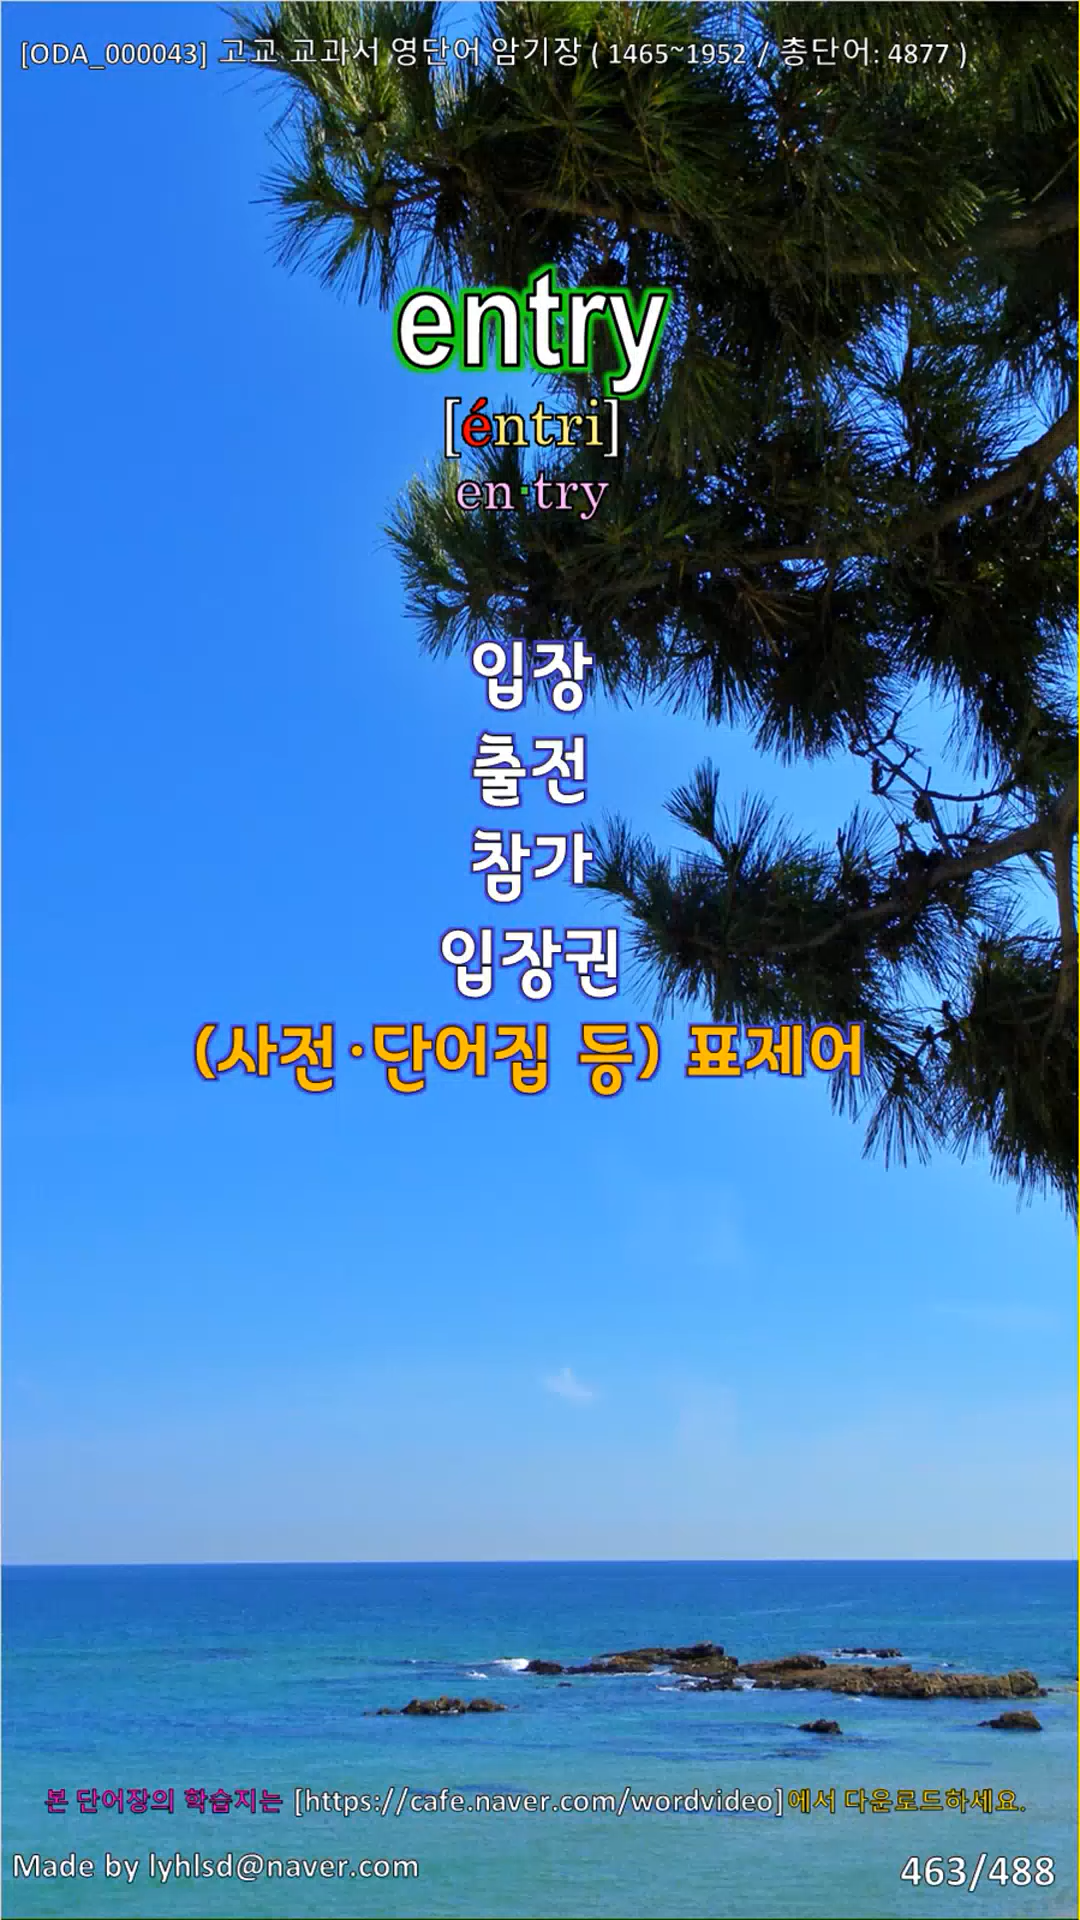 [ODA_000043] 고교 교과서 영단어 암기장 ( 1465~1952 / 총단어: 4877 )
entry
[éntri]
en·try
입장
출전
참가
입장권
(사전·단어집 등) 표제어
본 단어장의 학습지는 [https://cafe.naver.com/wordvideo]에서 다운로드하세요.
Made by lyhlsd@naver.com
463/488